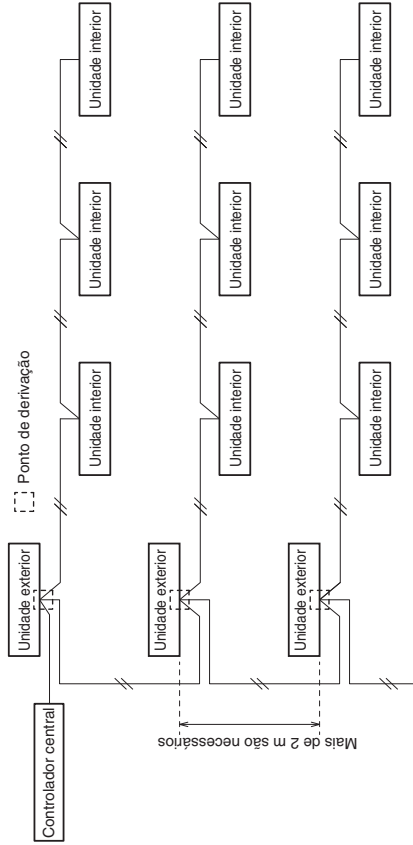 Ponto de derivação
Controlador central
Unidade exterior
Unidade interior
Unidade interior
Unidade interior
Unidade exterior
Unidade interior
Unidade interior
Unidade interior
Mais de 2 m são necessários
Unidade exterior
Unidade interior
Unidade interior
Unidade interior